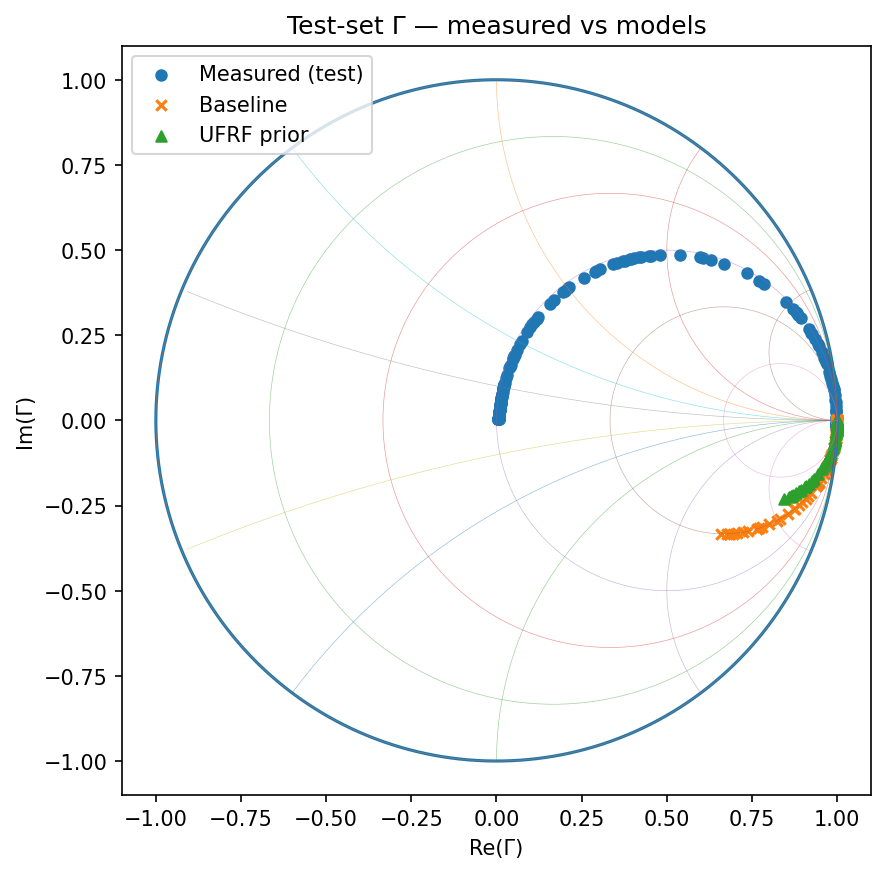 Test-set Γ — measured vs models
Measured (test)
Baseline
UFRF prior
1.00
0.75
0.50
0.25
0.00
−0.25
−0.50
−0.75
−1.00
Im(Γ)
−1.00 −0.75 −0.50 −0.25 0.00 0.25 0.50 0.75 1.00
Re(Γ)